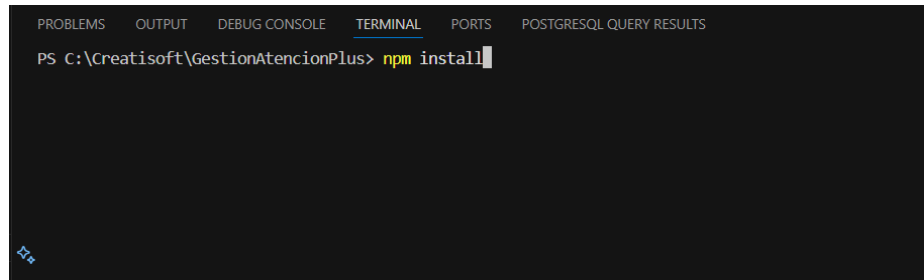 PROBLEMS OUTPUT DEBUG CONSOLE TERMINAL PORTS POSTGRESQL QUERY RESULTS
PS C:\Creatisoft\GestionAtencionPlus> npm install